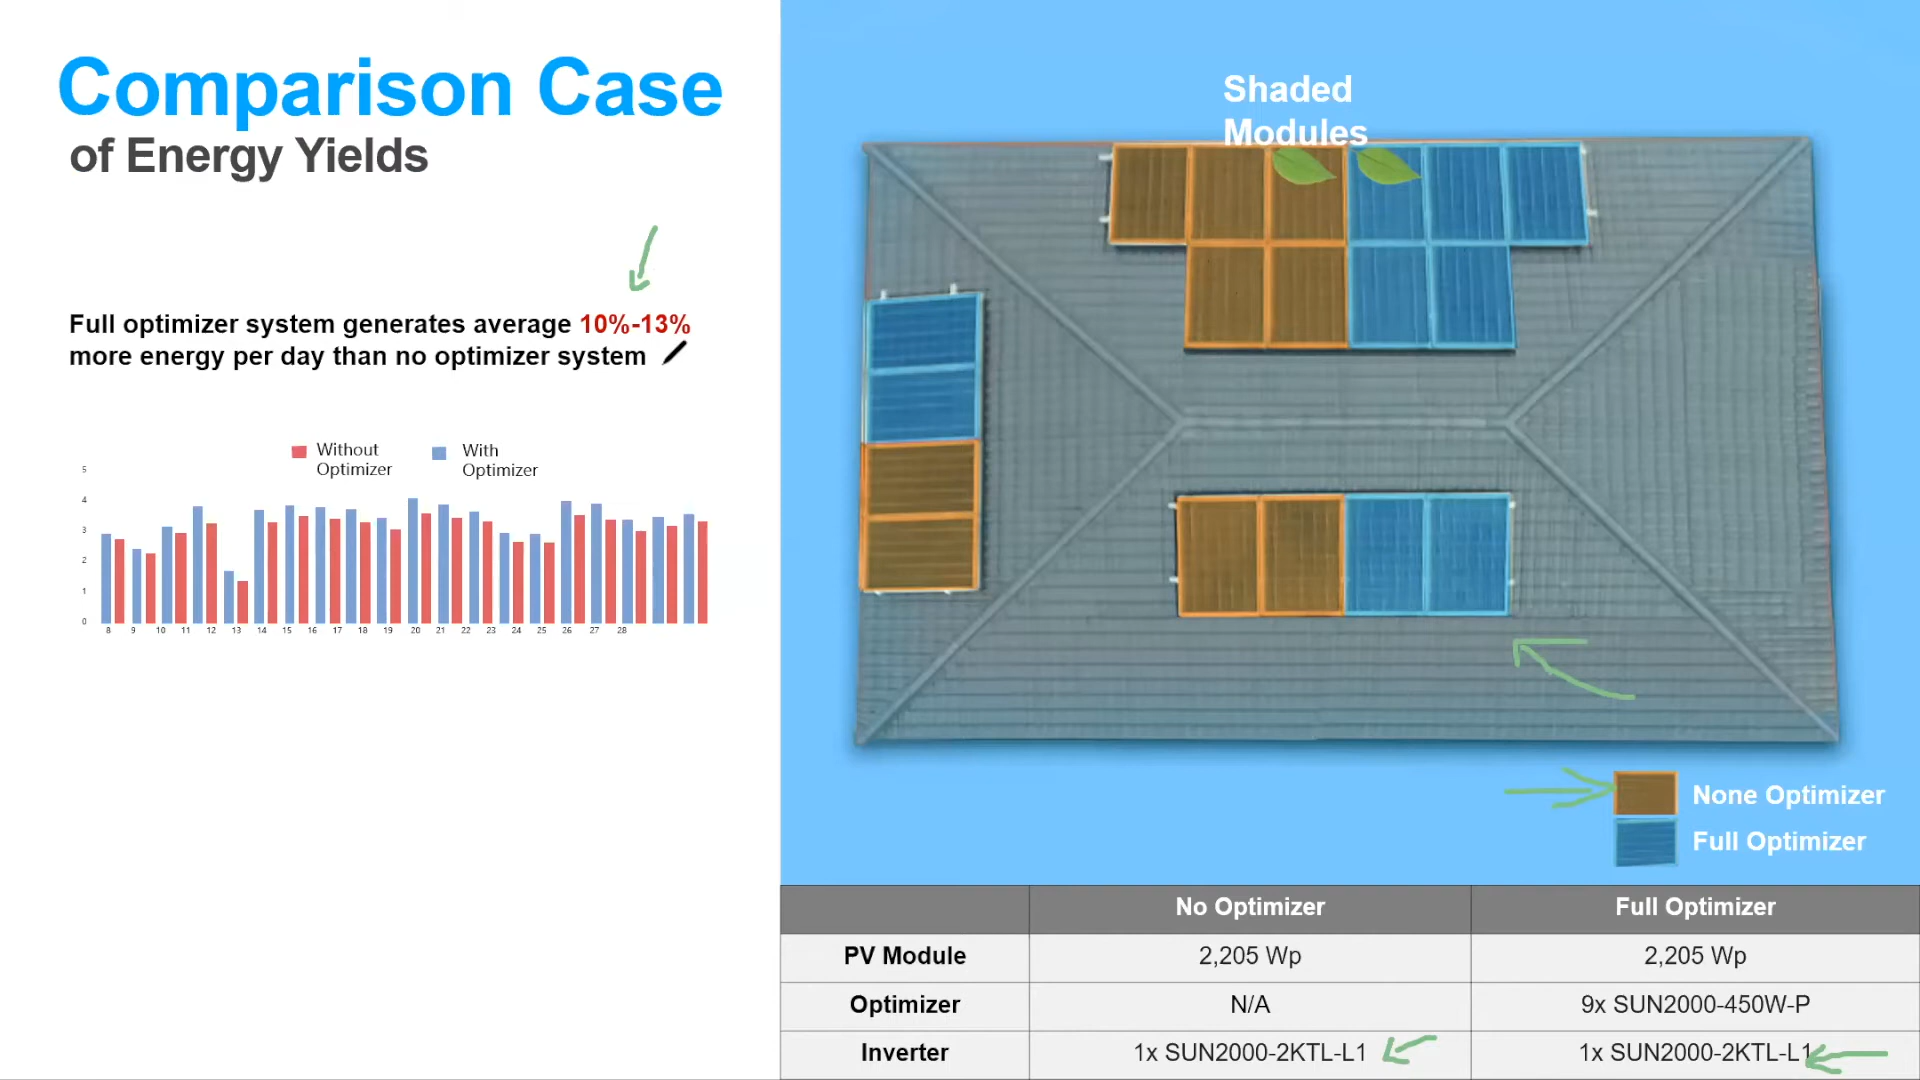 Comparison Case
of Energy Yields
Full optimizer system generates average 10%-13%
more energy per day than no optimizer system
Without
Optimizer
With
Optimizer
5
4
3
2
1
0
8 9 10 11 12 13 14 15 16 17 18 19 20 21 22 23 24 25 26 27 28
Shaded
Modules
None Optimizer
Full Optimizer
No Optimizer Full Optimizer
PV Module 2,205 Wp 2,205 Wp
Optimizer N/A 9x SUN2000-450W-P
Inverter 1x SUN2000-2KTL-L1 1x SUN2000-2KTL-L1